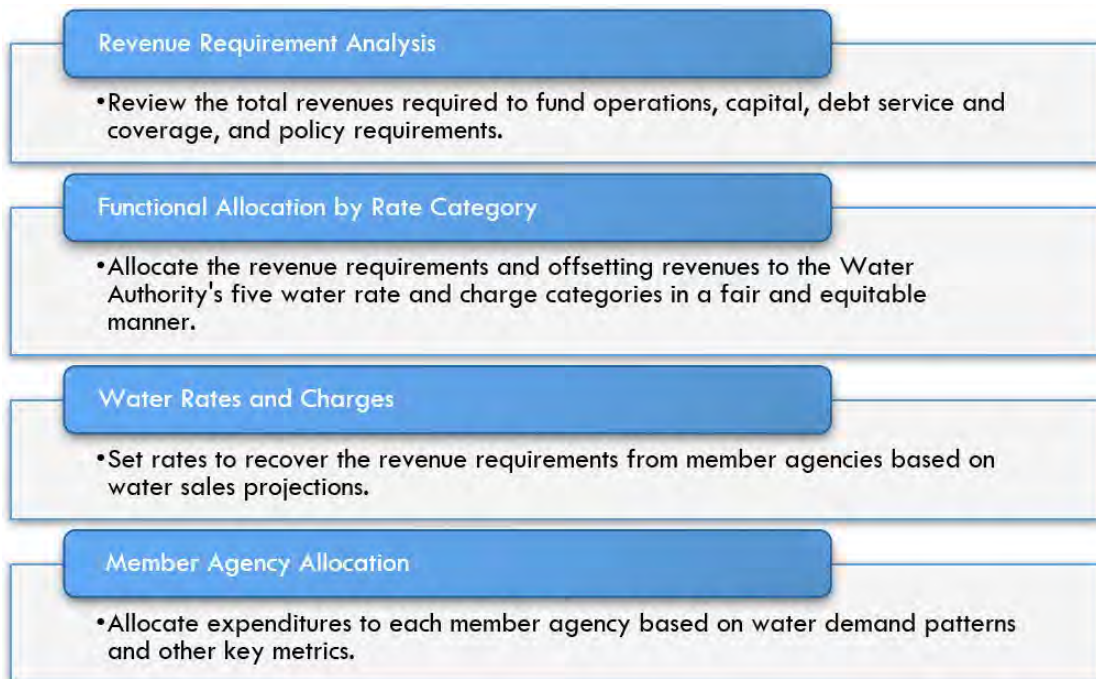 Revenue Requirement Analysis
•Review the total revenues required to fund operations, capital, debt service and
coverage, and policy requirements.
Functional Allocation by Rate Category
•Allocate the revenue requirements and offsetting revenues to the Water
Authority's five water rate and charge categories in a fair and equitable
manner.
Water Rates and Charges
•Set rates to recover the revenue requirements from member agencies based on
water sales projections.
Member Agency Allocation
•Allocate expenditures to each member agency based on water demand patterns
and other key metrics.